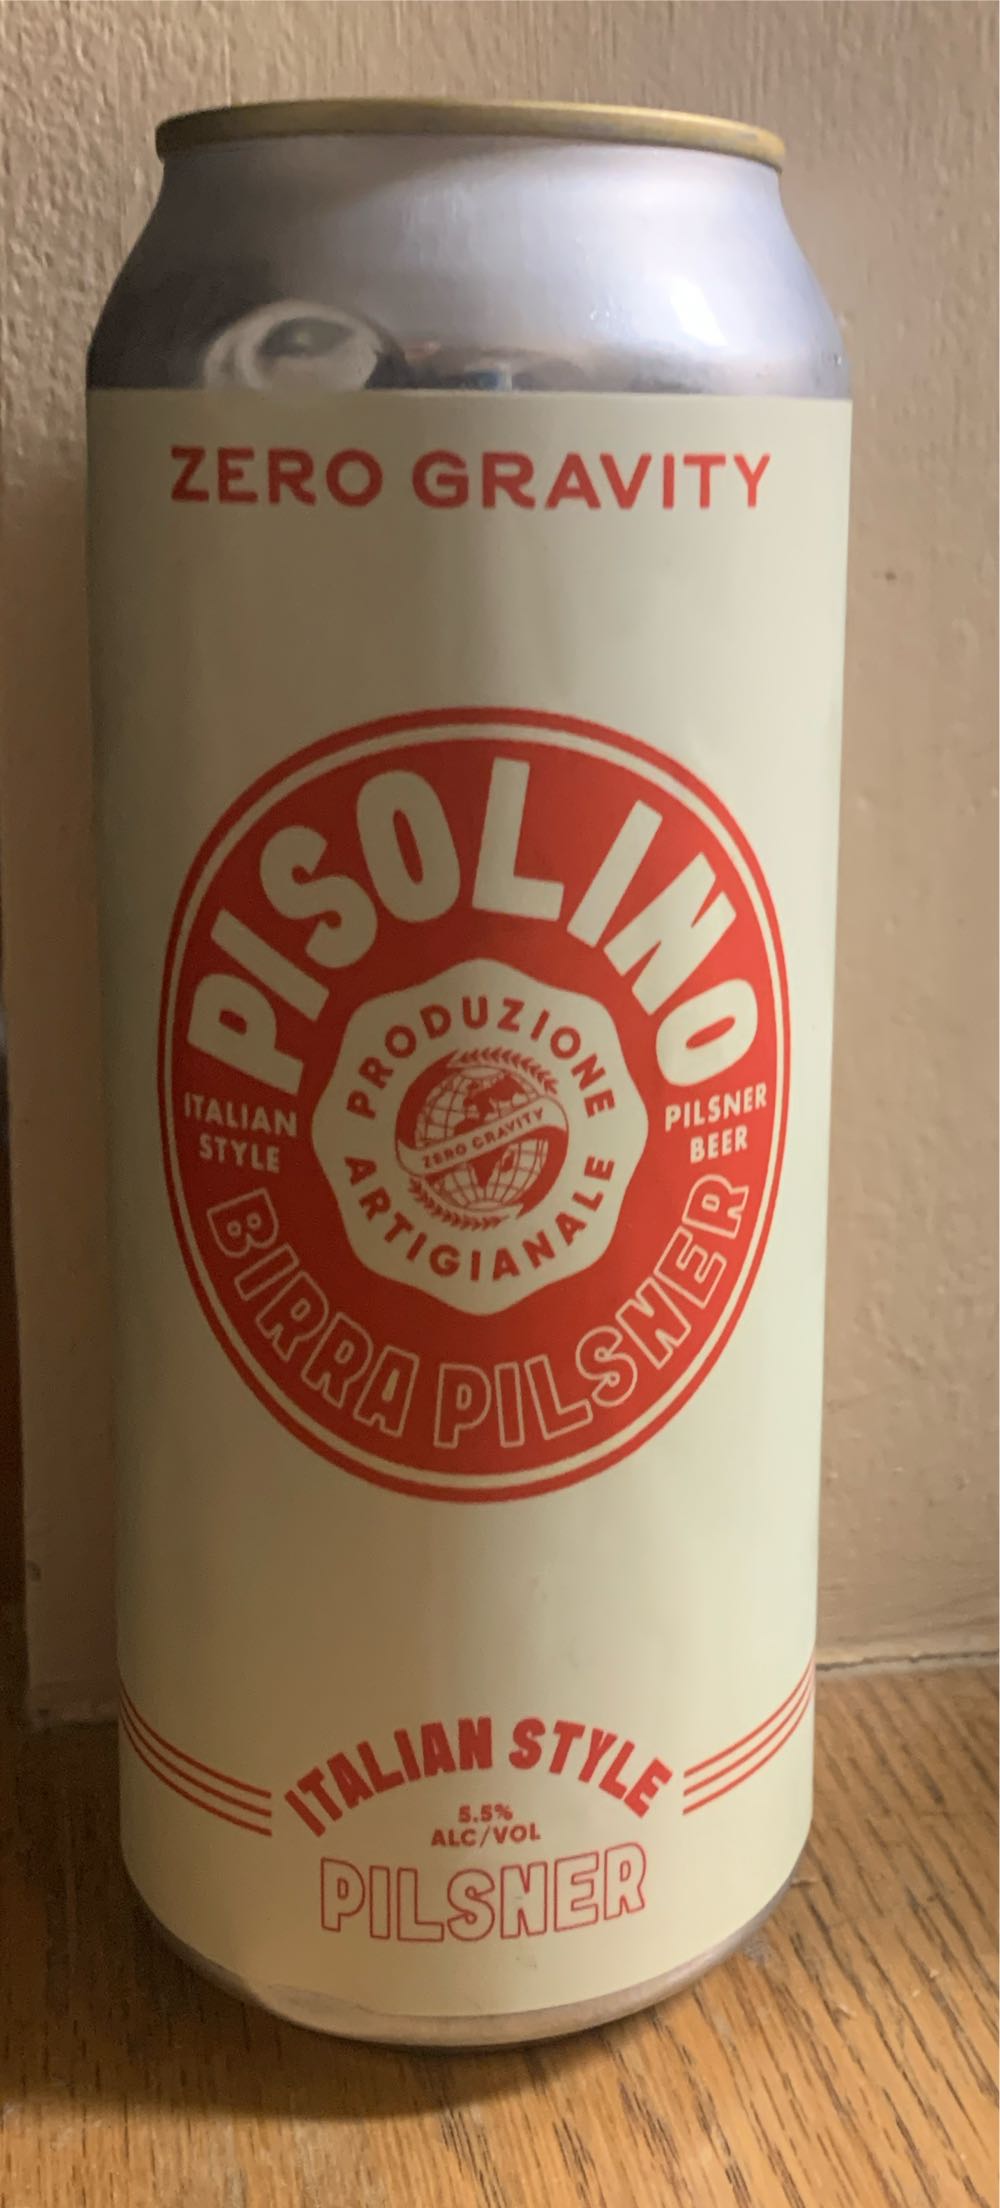 ZERO GRAVITY
PISOLINO
PRODUZIONE
ZERO GRAVITY
ARTIGIANALE
ITALIAN
STYLE
PILSNER
BEER
BIRRA PILSNER
ITALIAN STYLE
5.5%
ALC/VOL
PILSNER